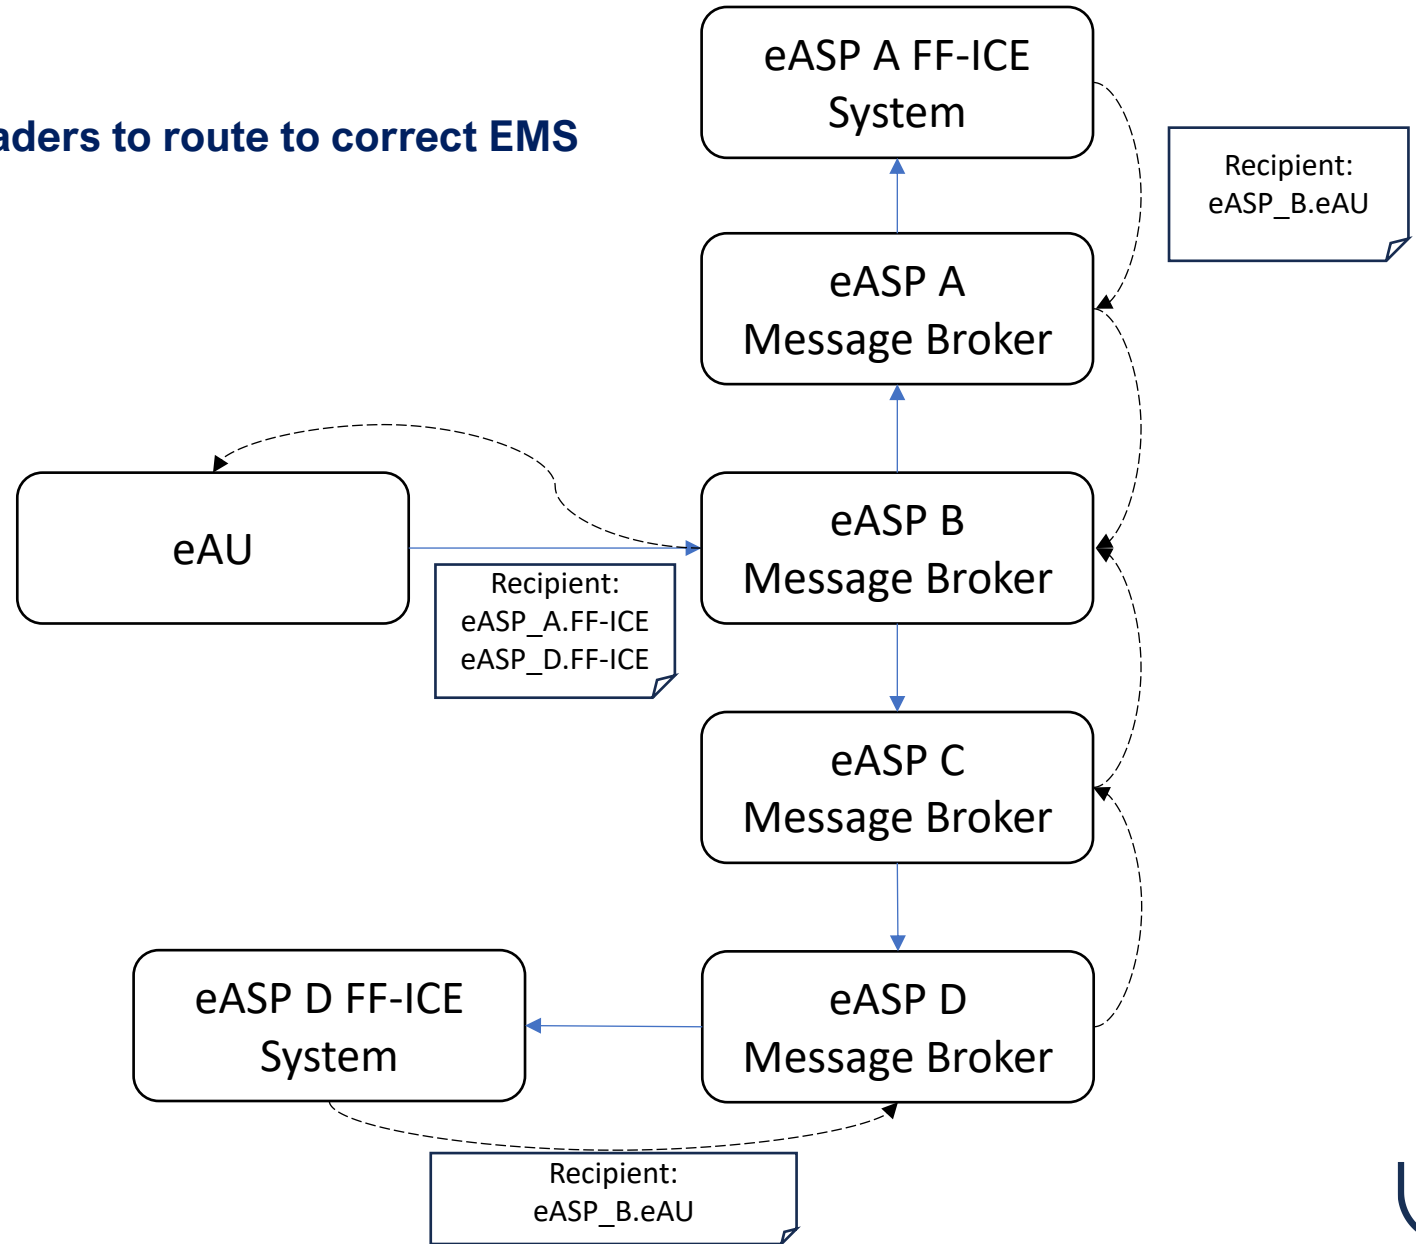 eASP A FF-ICE
System
to route to correct EMS
Recipient:
eASP_B.eAU
eASP A
Message Broker
eAU
eASP B
Message Broker
Recipient:
eASP_A.FF-ICE
eASP_D.FF-ICE
eASP C
Message Broker
eASP D FF-ICE
System
eASP D
Message Broker
Recipient:
eASP_B.eAU